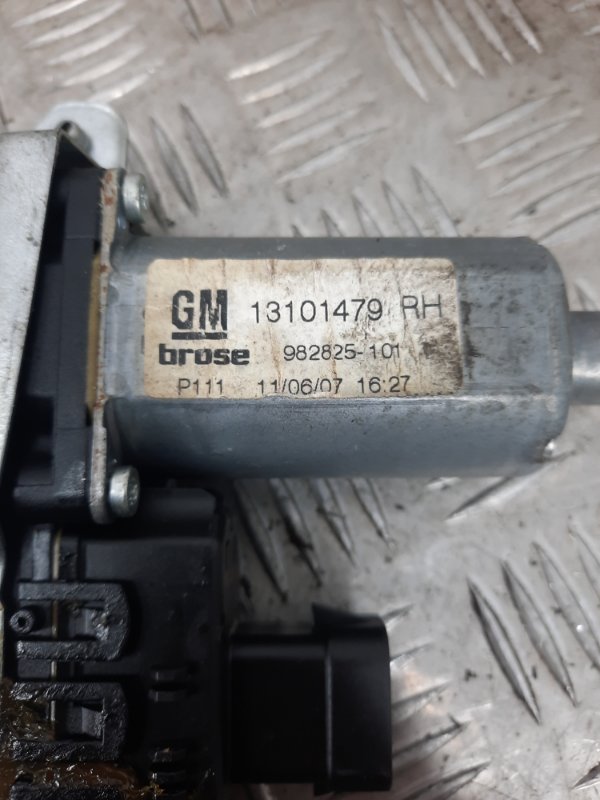 GM 13101479 RH
brose 982825-101
P111 11/06/07 16:27